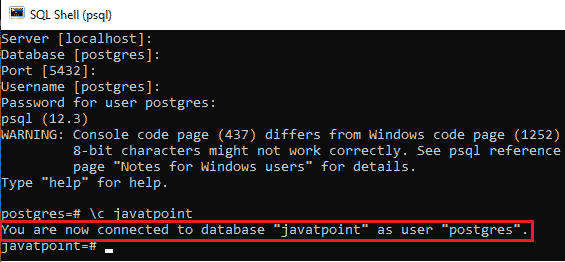 SQL Shell (psql)
Server [localhost]:
Database [postgres]:
Port [5432]:
Username [postgres]:
Password for user postgres:
psql (12.3)
WARNING: Console code page (437) differs from Windows code page (1252)
         8-bit characters might not work correctly. See psql reference
         page "Notes for Windows users" for details.
Type "help" for help.
postgres=# \c javatpoint
You are now connected to database "javatpoint" as user "postgres".
javatpoint=#